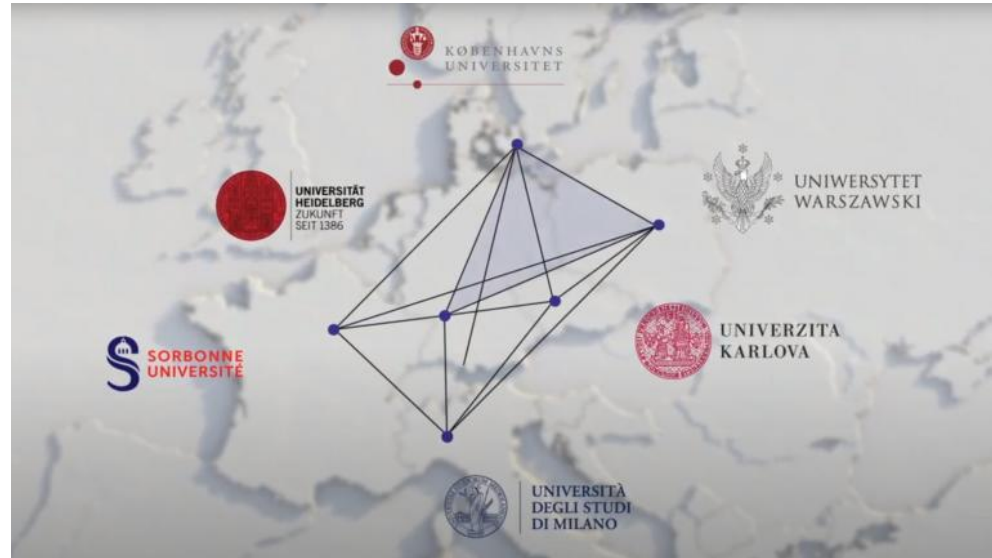 KØBENHAVNS
UNIVERSITET
UNIVERSITÄT
HEIDELBERG
ZUKUNFT
SEIT 1386
UNIWERSYTET
WARSZAWSKI
SORBONNE
UNIVERSITÉ
UNIVERZITA
KARLOVA
UNIVERSITÀ
DEGLI STUDI
DI MILANO